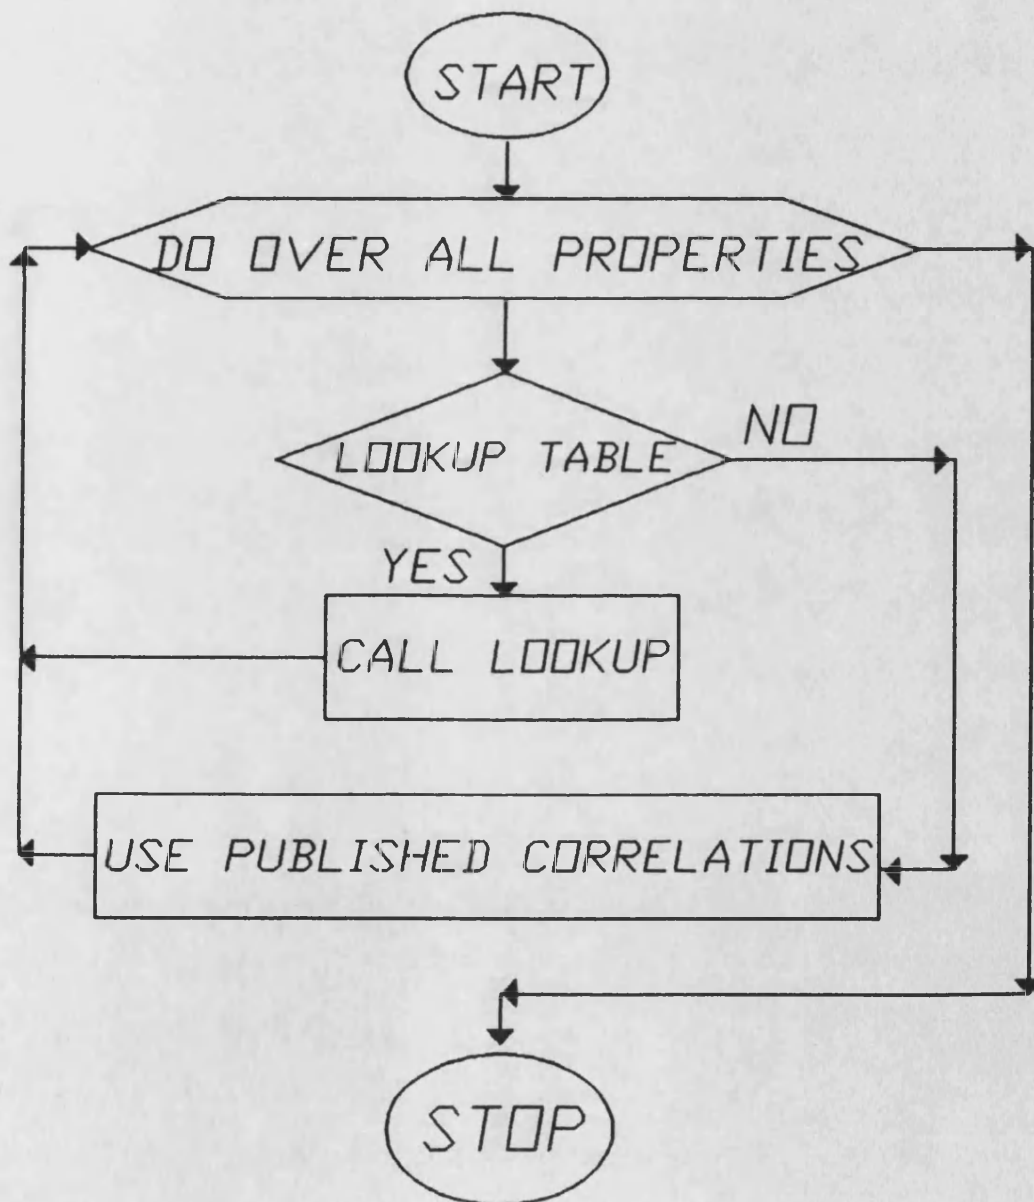 START
DO OVER ALL PROPERTIES
LOOKUP TABLE
NO
YES
CALL LOOKUP
USE PUBLISHED CORRELATIONS
STOP